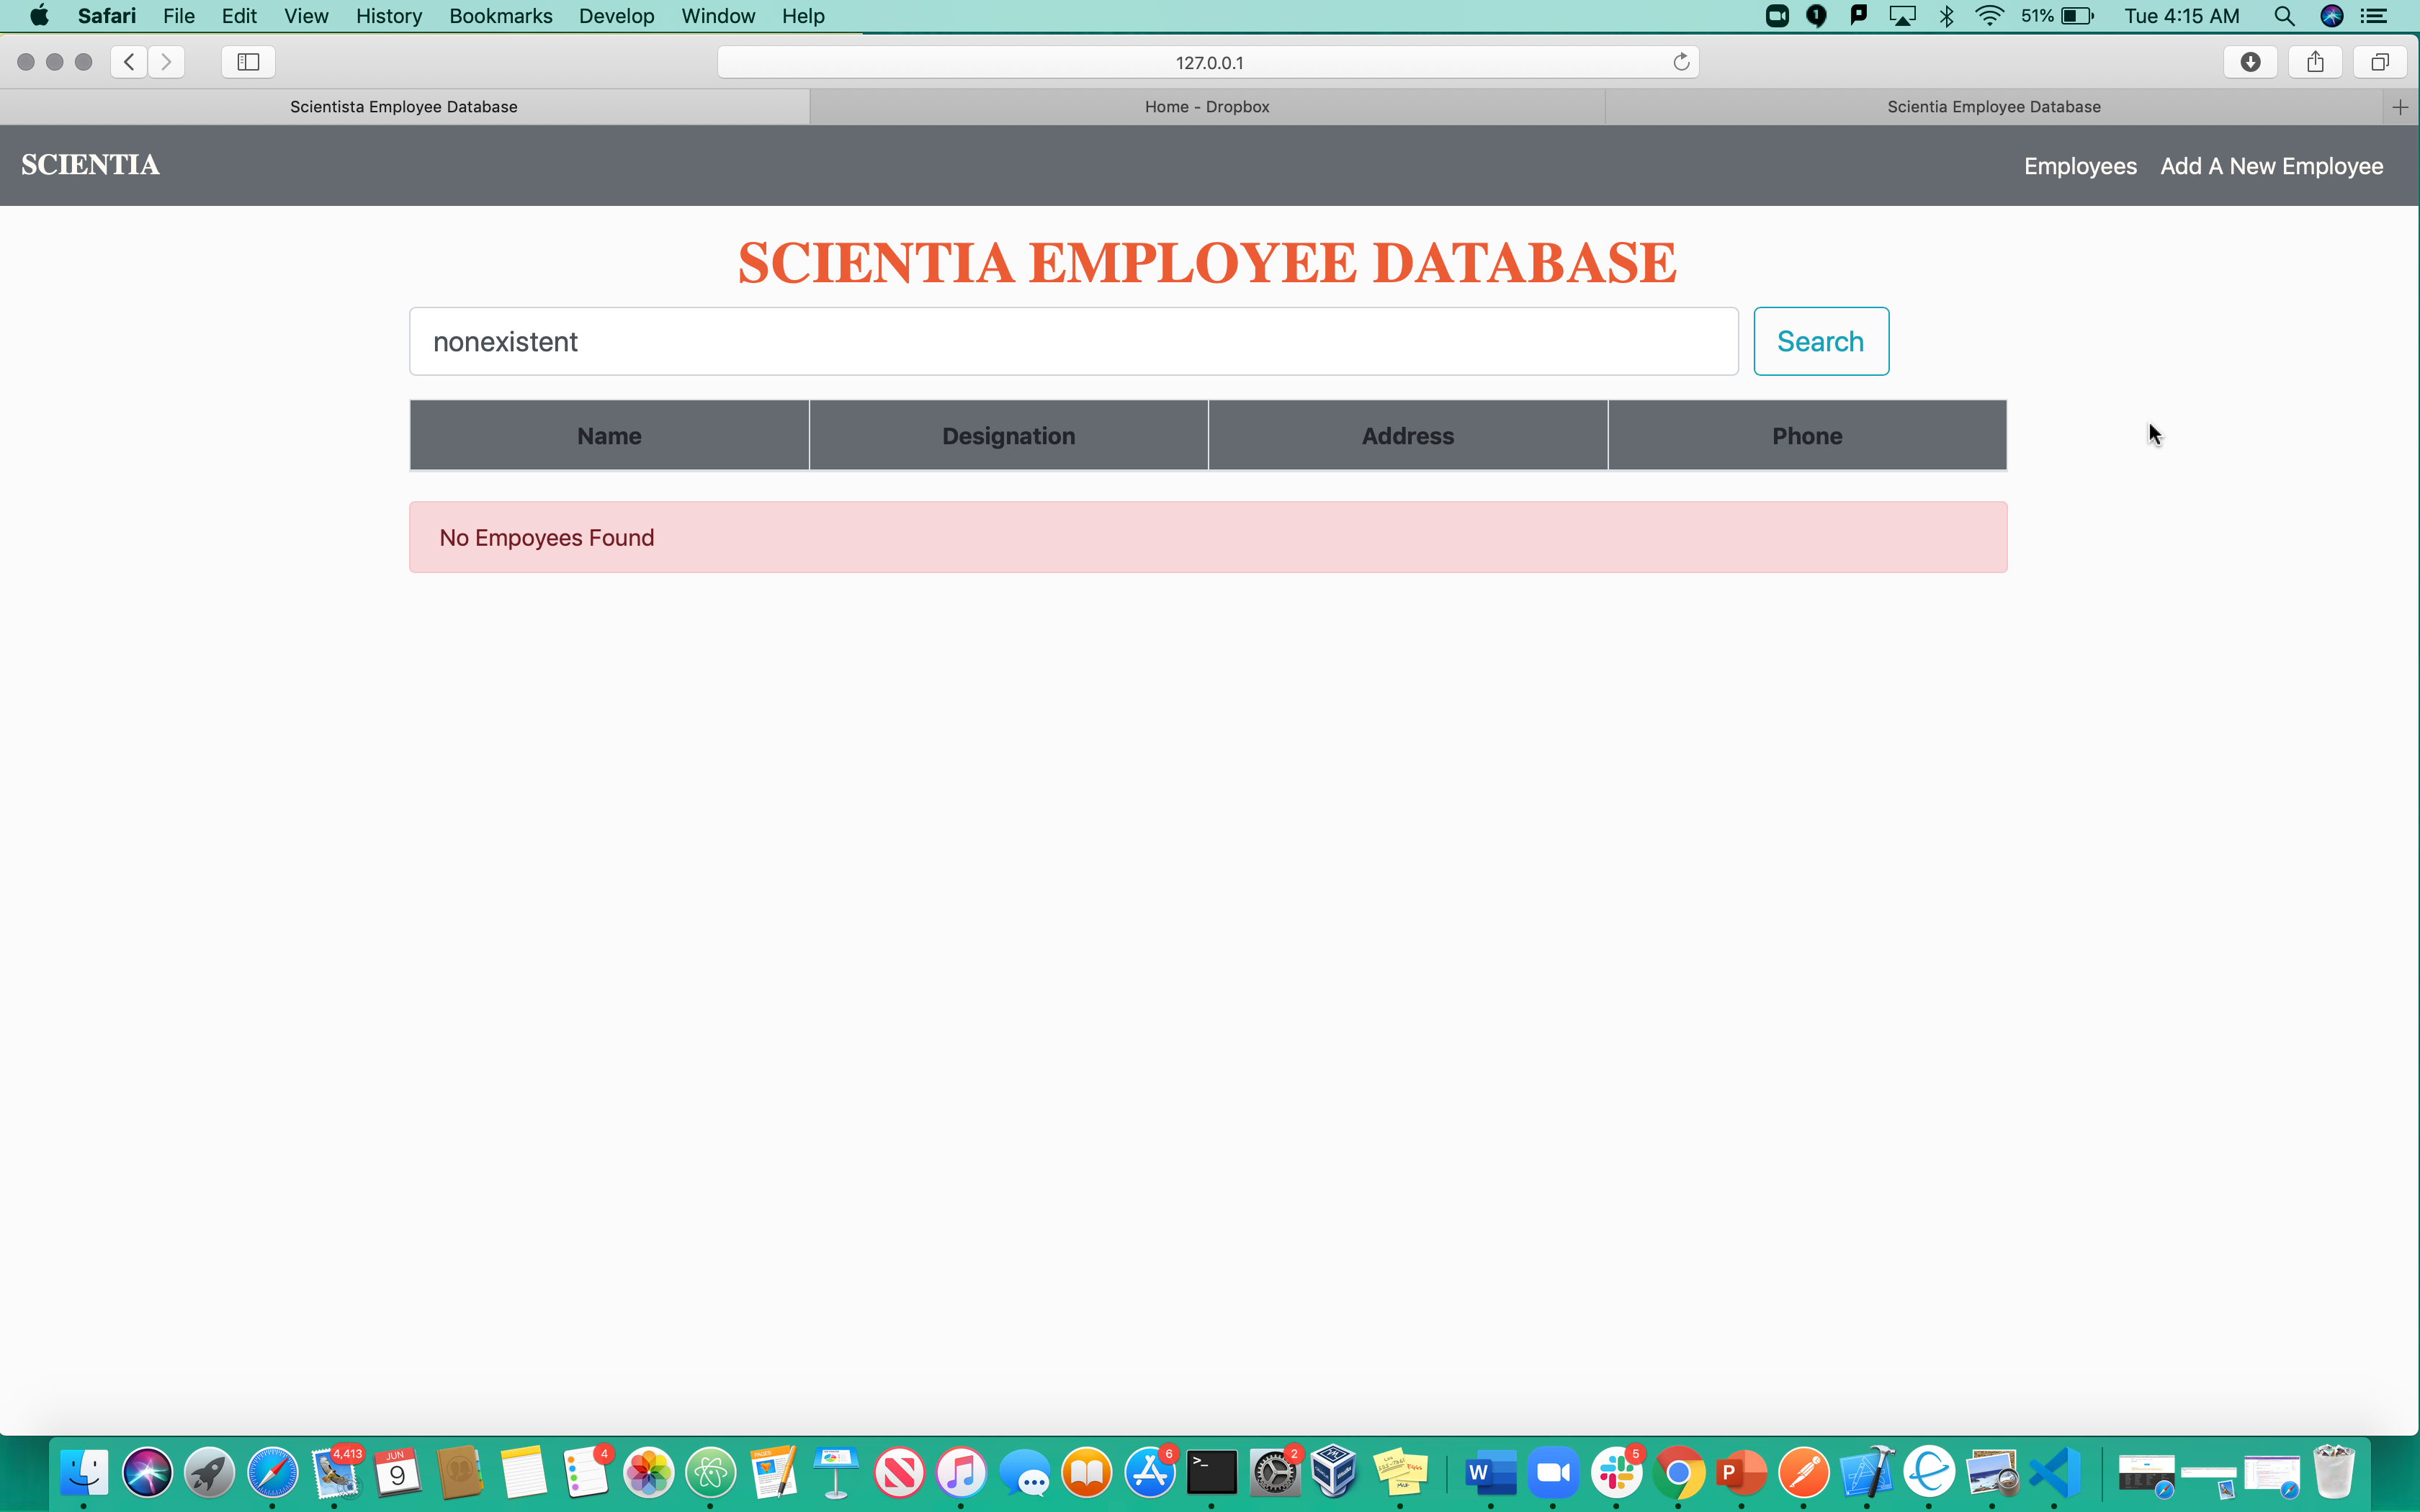 Safari File Edit View History Bookmarks Develop Window Help 1 51% Tue 4:15 AM
127.0.0.1
Scientista Employee Database Home - Dropbox Scientia Employee Database
SCIENTIA Employees Add A New Employee
SCIENTIA EMPLOYEE DATABASE
nonexistent Search
Name Designation Address Phone
No Empoyees Found
4,413 JUN 9 4 PAGES 6 >_ 2 W 5 P